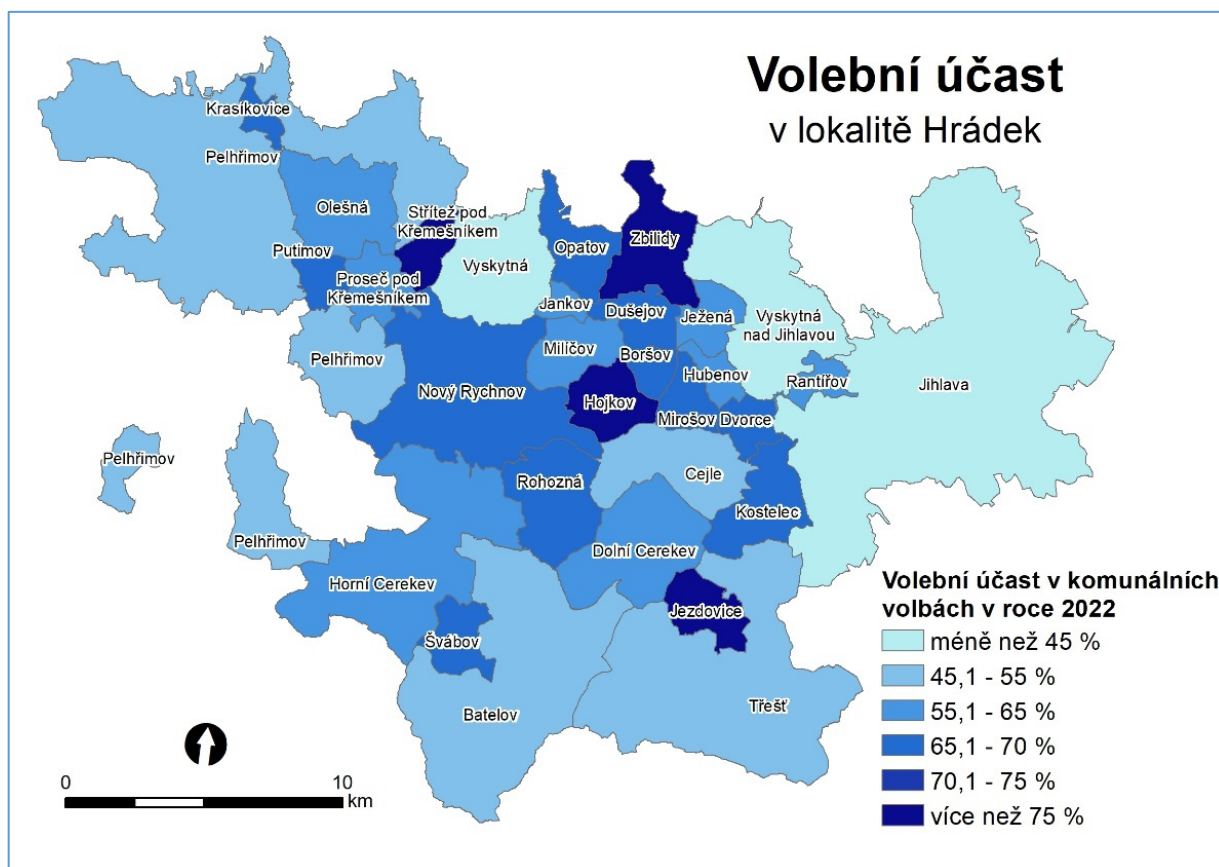 Volební účast
v lokalitě Hrádek
Krasíkovice
Pelhřimov
Olešná
Střítež pod
Křemešníkem
Zbilidy
Opatov
Putimov
Vyskytná
Proseč pod
Křemešníkem
Jankov
Dušejov
Ježená
Vyskytná
nad Jihlavou
Milíčov
Boršov
Pelhřimov
Hubenov
Rantířov
Jihlava
Nový Rychnov
Hojkov
Mirošov
Dvorce
Pelhřimov
Cejle
Rohozná
Kostelec
Pelhřimov
Dolní Cerekev
Horní Cerekev
Jezdovice
Švábov
Třešť
Batelov
Volební účast v komunálních
volbách v roce 2022
méně než 45 %
45,1 - 55 %
55,1 - 65 %
65,1 - 70 %
70,1 - 75 %
více než 75 %
0 10
km